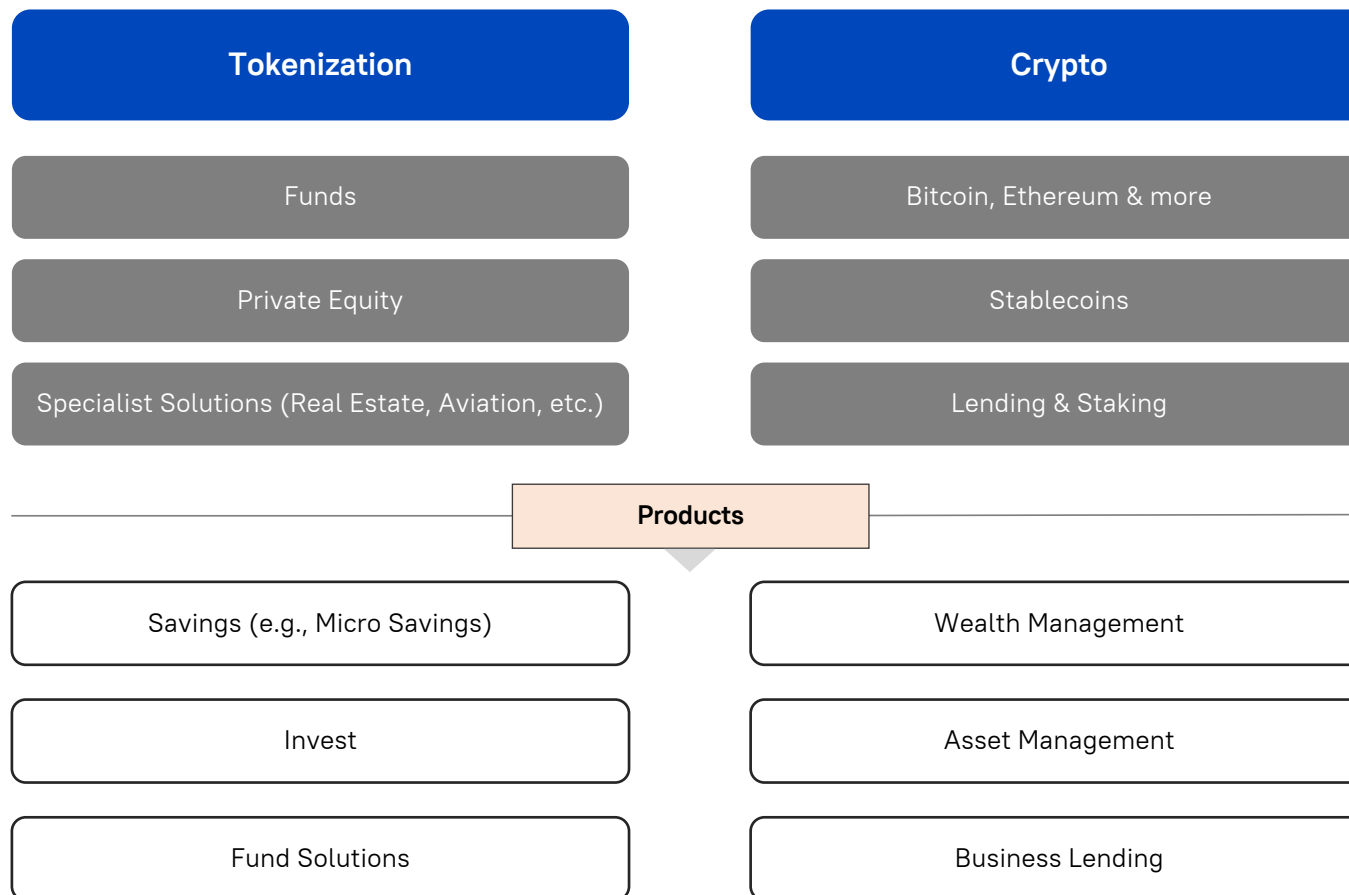 Tokenization
Crypto
Funds
Bitcoin, Ethereum & more
Private Equity
Stablecoins
Specialist Solutions (Real Estate, Aviation, etc.)
Lending & Staking
Products
Savings (e.g., Micro Savings)
Wealth Management
Invest
Asset Management
Fund Solutions
Business Lending